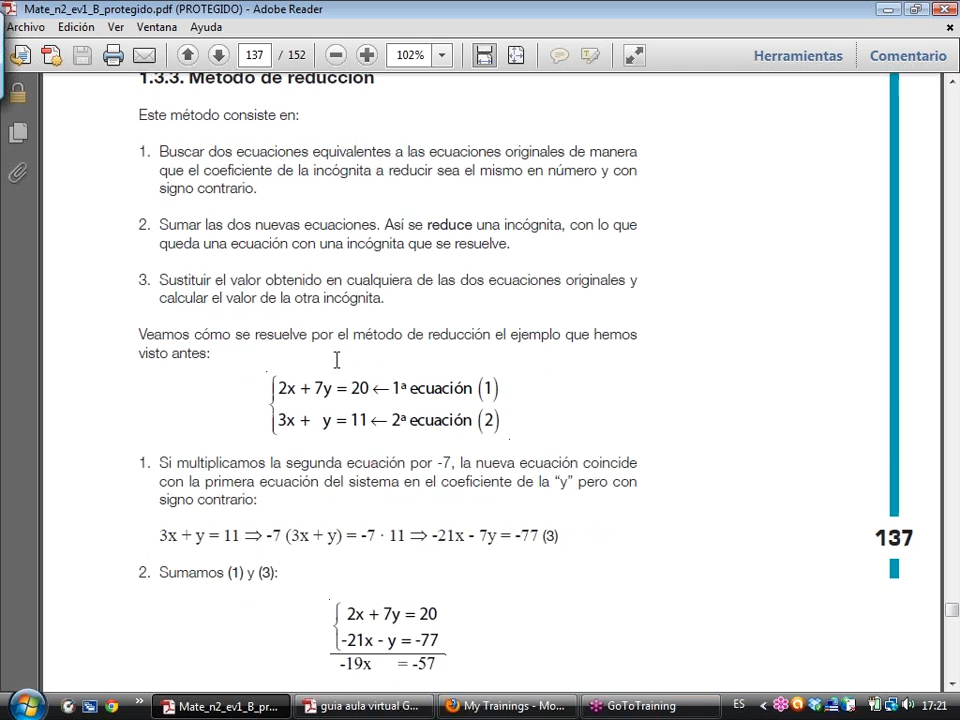 Mate_n2_ev1_B_protegido.pdf (PROTEGIDO) - Adobe Reader
Archivo Edición Ver Ventana Ayuda
137 / 152 102% Herramientas Comentario
1.3.3. Método de reducción
Este método consiste en:
1. Buscar dos ecuaciones equivalentes a las ecuaciones originales de manera
que el coeficiente de la incógnita a reducir sea el mismo en número y con
signo contrario.
2. Sumar las dos nuevas ecuaciones. Así se reduce una incógnita, con lo que
queda una ecuación con una incógnita que se resuelve.
3. Sustituir el valor obtenido en cualquiera de las dos ecuaciones originales y
calcular el valor de la otra incógnita.
Veamos cómo se resuelve por el método de reducción el ejemplo que hemos
visto antes:
2x + 7y = 20 ← 1ª ecuación (1)
3x + y = 11 ← 2ª ecuación (2)
1. Si multiplicamos la segunda ecuación por -7, la nueva ecuación coincide
con la primera ecuación del sistema en el coeficiente de la “y” pero con
signo contrario:
3x + y = 11 ⇒ -7 (3x + y) = -7 · 11 ⇒ -21x - 7y = -77 (3)
137
2. Sumamos (1) y (3):
2x + 7y = 20
-21x - y = -77
-19x = -57
» Mate_n2_ev1_B_pr... guia aula virtual G... My Trainings - Mo... GoToTraining ES < 17:21